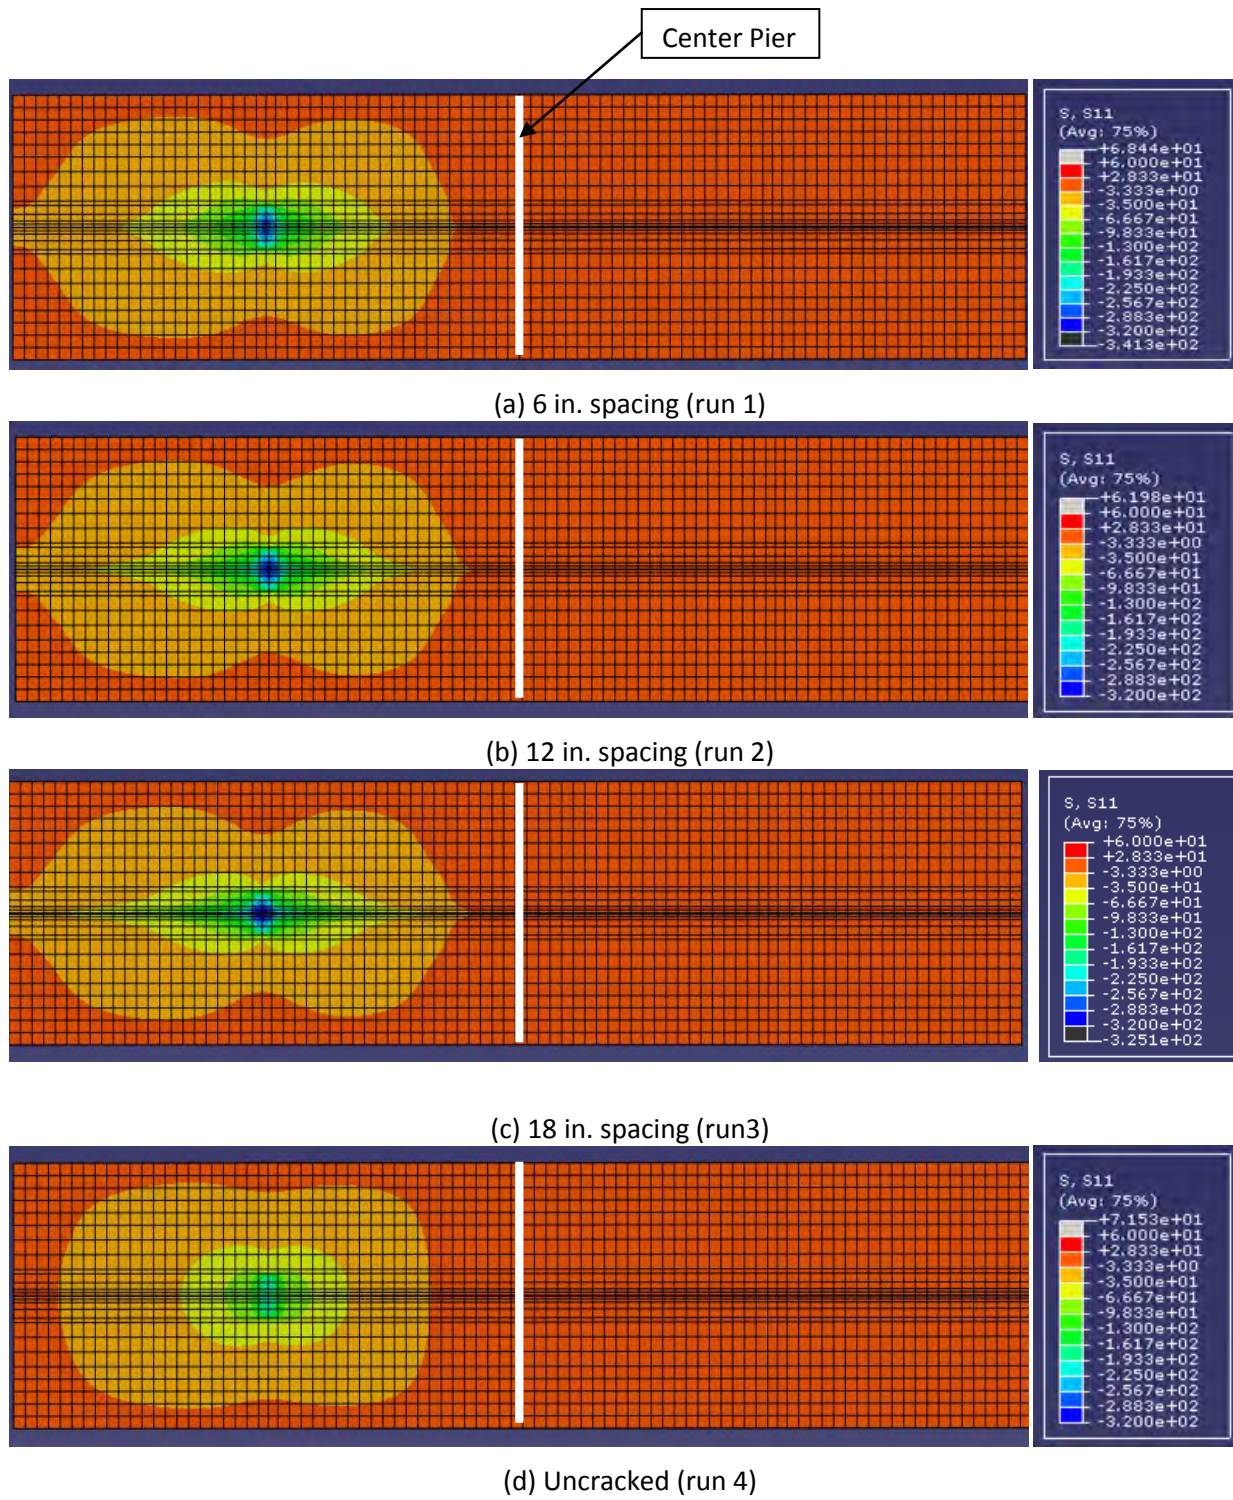 Center Pier
S, S11
(Avg: 75%)
+6.844e+01
+6.000e+01
+2.833e+01
-3.333e+00
-3.500e+01
-6.667e+01
-9.833e+01
-1.300e+02
-1.617e+02
-1.933e+02
-2.250e+02
-2.567e+02
-2.883e+02
-3.200e+02
-3.413e+02
(a) 6 in. spacing (run 1)
S, S11
(Avg: 75%)
+6.198e+01
+6.000e+01
+2.833e+01
-3.333e+00
-3.500e+01
-6.667e+01
-9.833e+01
-1.300e+02
-1.617e+02
-1.933e+02
-2.250e+02
-2.567e+02
-2.883e+02
-3.200e+02
(b) 12 in. spacing (run 2)
S, S11
(Avg: 75%)
+6.000e+01
+2.833e+01
-3.333e+00
-3.500e+01
-6.667e+01
-9.833e+01
-1.300e+02
-1.617e+02
-1.933e+02
-2.250e+02
-2.567e+02
-2.883e+02
-3.200e+02
-3.251e+02
(c) 18 in. spacing (run3)
S, S11
(Avg: 75%)
+7.153e+01
+6.000e+01
+2.833e+01
-3.333e+00
-3.500e+01
-6.667e+01
-9.833e+01
-1.300e+02
-1.617e+02
-1.933e+02
-2.250e+02
-2.567e+02
-2.883e+02
-3.200e+02
(d) Uncracked (run 4)